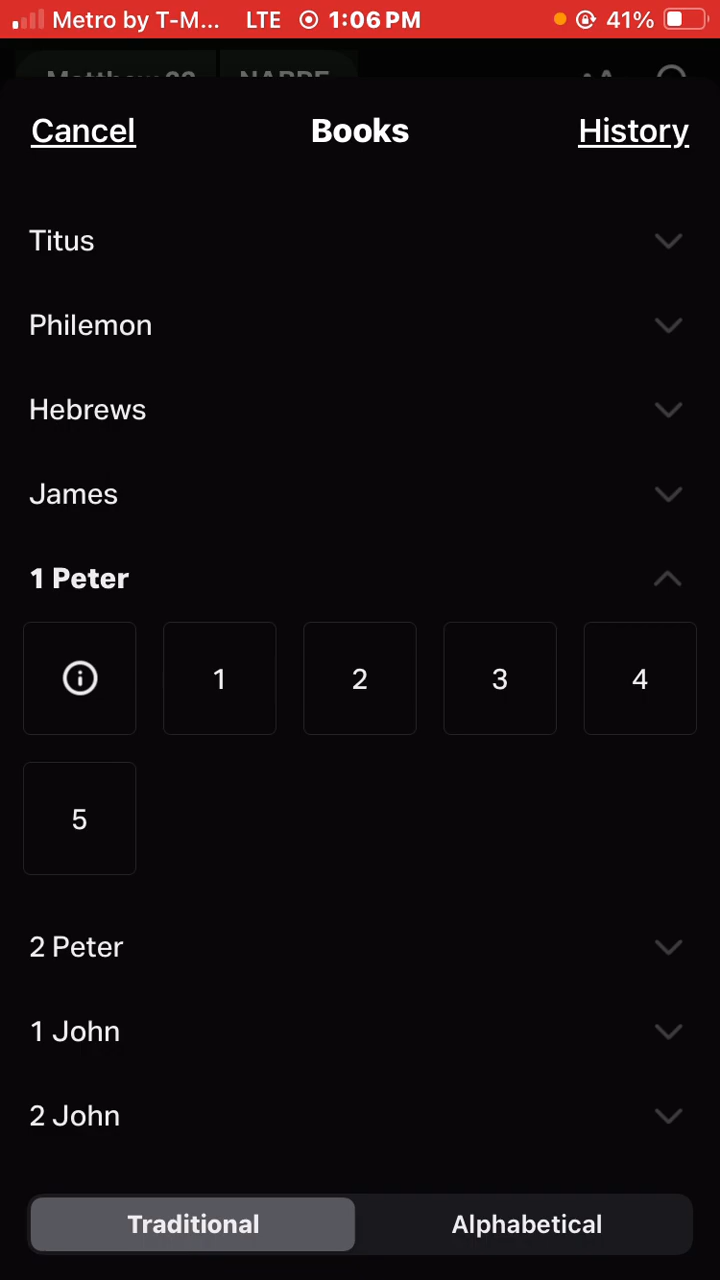 Metro by T-M... LTE 1:06 PM 41%
Cancel Books History
Titus
Philemon
Hebrews
James
1 Peter
1 2 3 4
5
2 Peter
1 John
2 John
Traditional Alphabetical